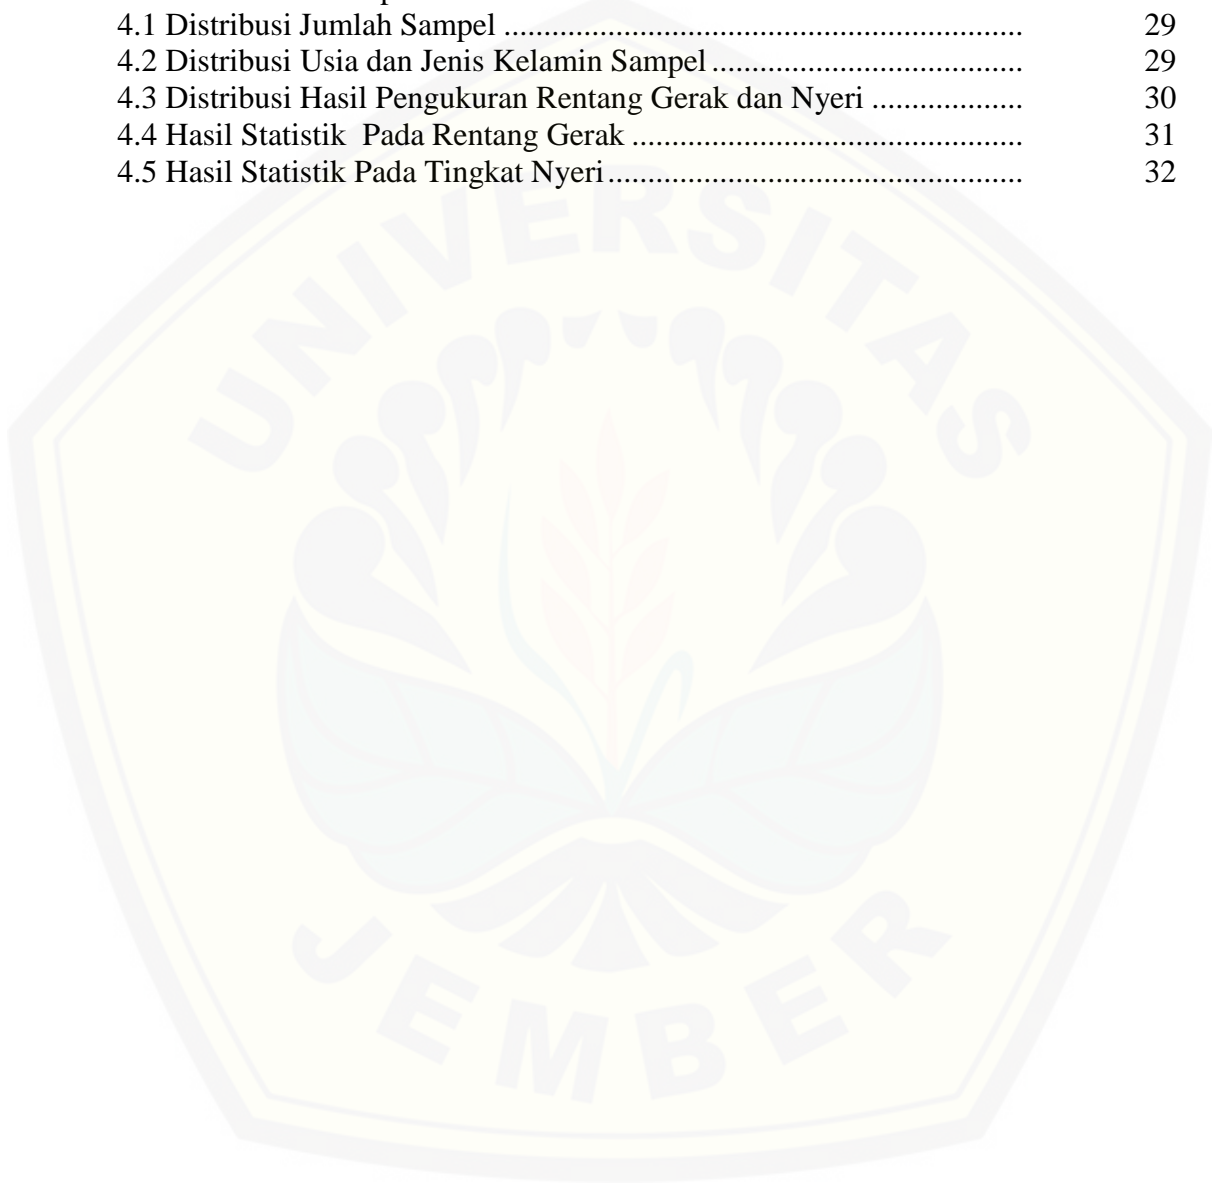 4.1 Distribusi Jumlah Sampel ................................................................ 29
4.2 Distribusi Usia dan Jenis Kelamin Sampel ...................................... 29
4.3 Distribusi Hasil Pengukuran Rentang Gerak dan Nyeri .................. 30
4.4 Hasil Statistik Pada Rentang Gerak ................................................ 31
4.5 Hasil Statistik Pada Tingkat Nyeri ................................................... 32
UNIVERSITAS
JEMBER